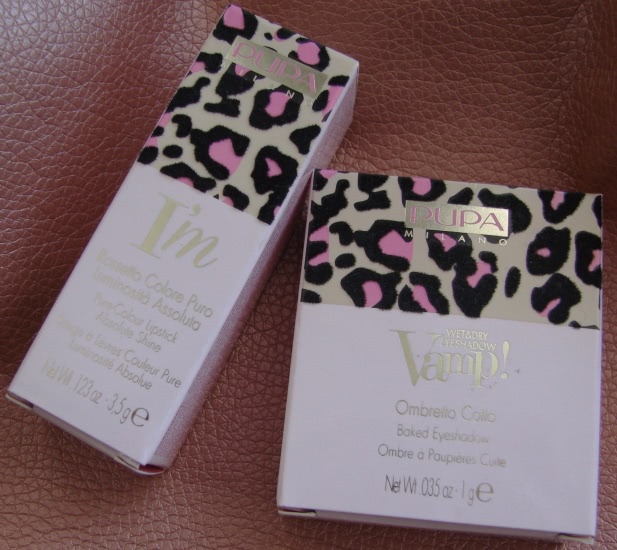 PUPA
MILANO
I'm
Rossetto Colore Puro
Luminosità Assoluta
Pure Colour Lipstick
Absolute Shine
Rouge à lèvres Couleur Pure
Luminosité Absolue
Net Wt. .123 oz - 3,5 g e
PUPA
MILANO
WET&DRY
EYESHADOW
Vamp!
Ombretto Cotto
Baked Eyeshadow
Ombre à Paupières Cuite
Net Wt. .035 oz - 1 g e